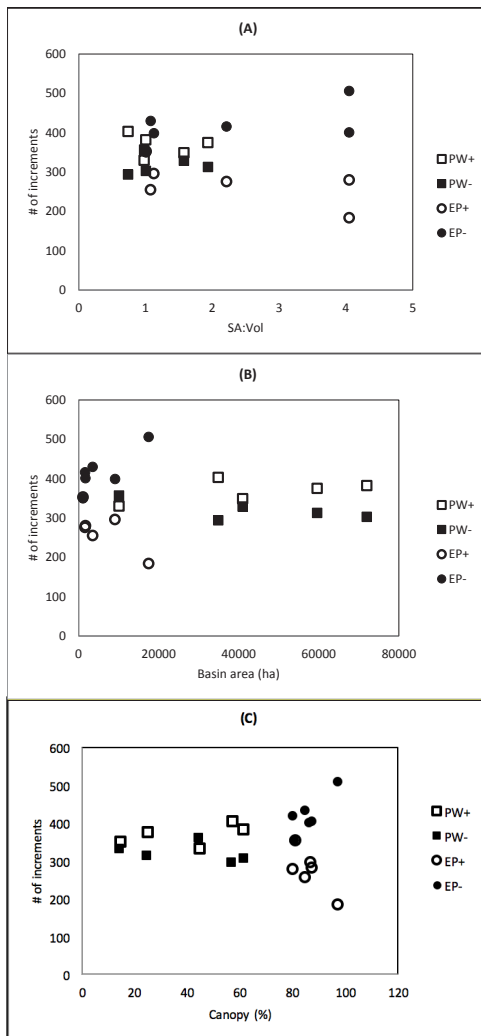 (A)
600
500
400
300
200
100
0
# of increments
0 1 2 3 4 5
SA:Vol
PW+
PW-
EP+
EP-
(B)
600
500
400
300
200
100
0
# of increments
0 20000 40000 60000 80000
Basin area (ha)
PW+
PW-
EP+
EP-
(C)
600
500
400
300
200
100
0
# of increments
0 20 40 60 80 100 120
Canopy (%)
PW+
PW-
EP+
EP-